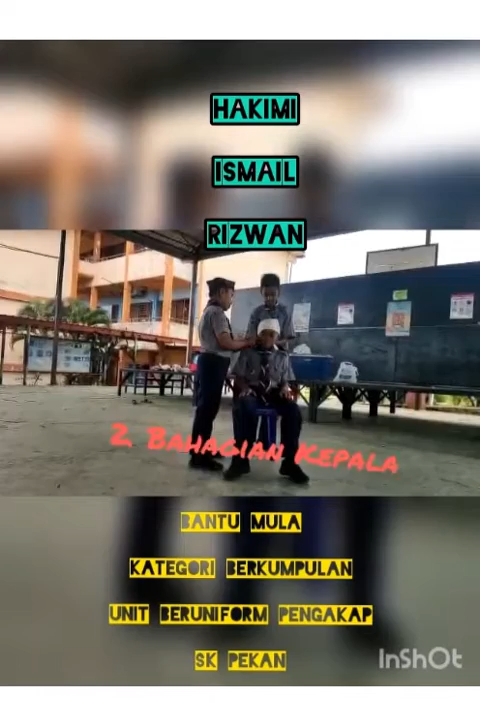 HAKIMI
ISMAIL
RIZWAN
2. BAHAGIAN KEPALA
BANTU MULA
KATEGORI BERKUMPULAN
UNIT BERUNIFORM PENGAKAP
SK PEKAN
InShOt